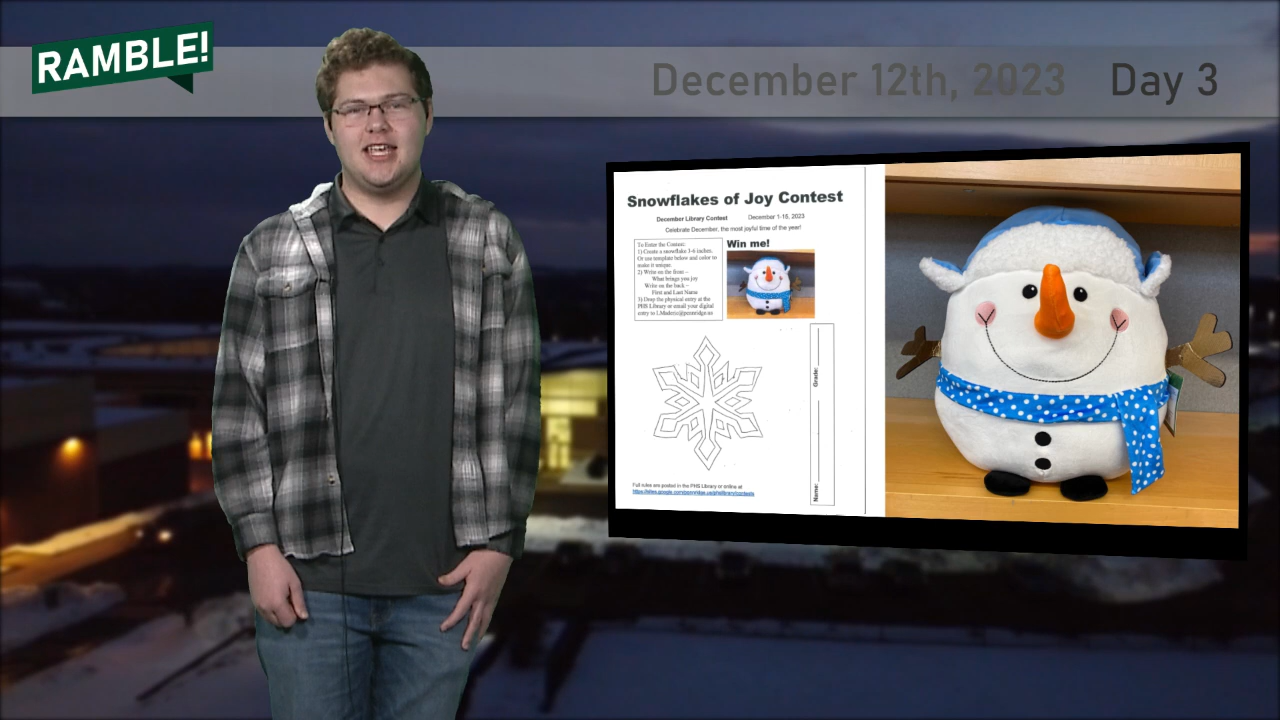 RAMBLE!
December 12th, 2023 Day 3
Snowflakes of Joy Contest
December Library Contest December 1-15, 2023
Celebrate December, the most joyful time of the year!
To Enter the Contest:
1) Create a snowflake 3-6 inches.
Or use template below and color to
make it unique.
2) Write on the front –
What brings you joy
Write on the back –
First and Last Name
3) Drop the physical entry at the
PHS Library or email your digital
entry to
Win me!
Grade:
Name:
Full rules are posted in the PHS Library or online at